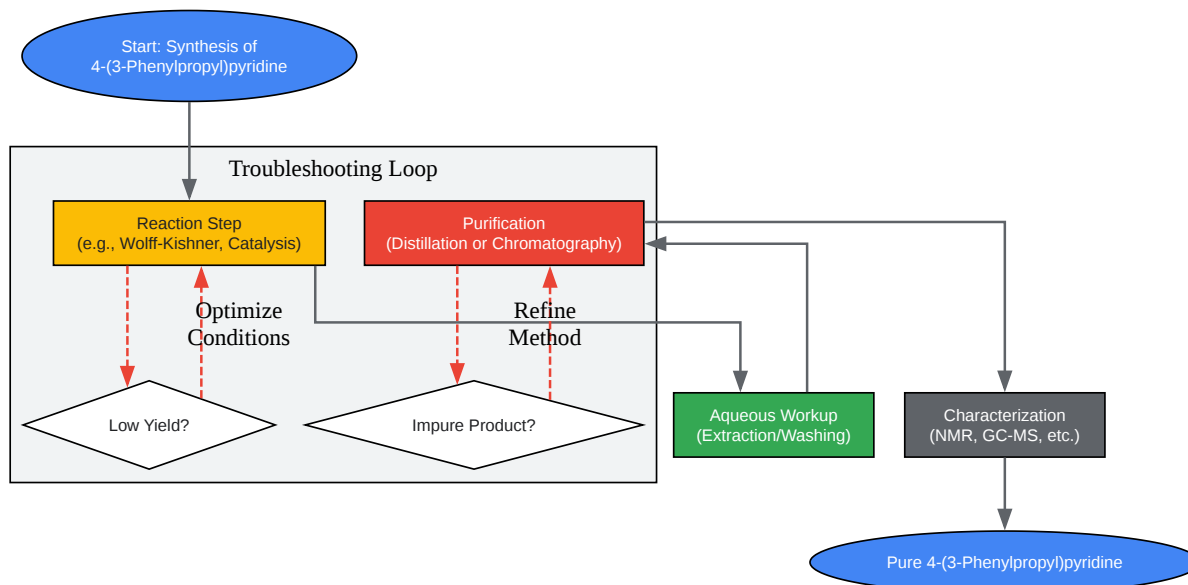 Start: Synthesis of
4-(3-Phenylpropyl)pyridine
Troubleshooting Loop
Reaction Step
(e.g., Wolff-Kishner, Catalysis)
Purification
(Distillation or Chromatography)
Optimize
Conditions
Refine
Method
Low Yield?
Impure Product?
Aqueous Workup
(Extraction/Washing)
Characterization
(NMR, GC-MS, etc.)
Pure 4-(3-Phenylpropyl)pyridine